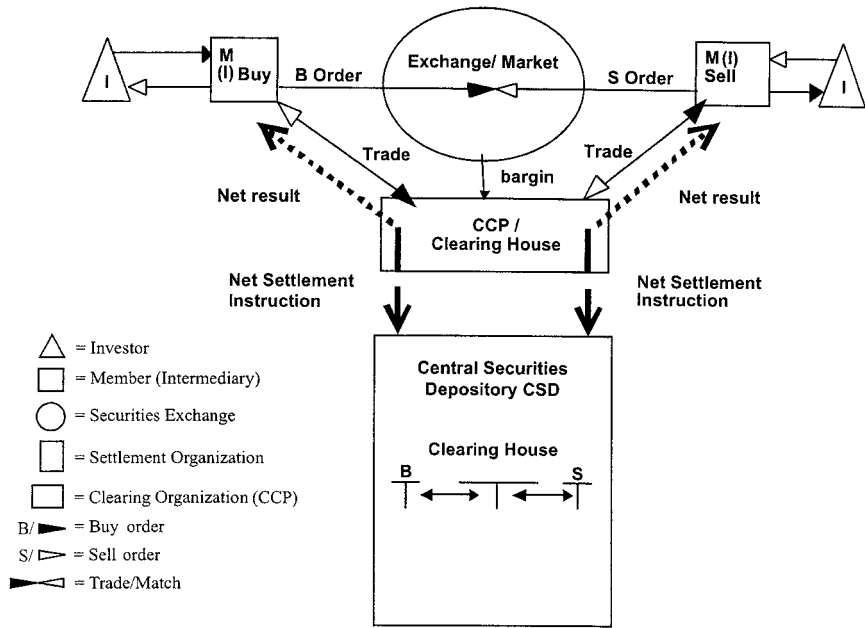 I
M
(I) Buy
B Order
Exchange/ Market
S Order
M (I)
Sell
I
Trade
Trade
bargin
Net result
Net result
CCP /
Clearing House
Net Settlement
Instruction
Net Settlement
Instruction
Central Securities
Depository CSD
Clearing House
B
S
= Investor
= Member (Intermediary)
= Securities Exchange
= Settlement Organization
= Clearing Organization (CCP)
B/ = Buy order
S/ = Sell order
= Trade/Match